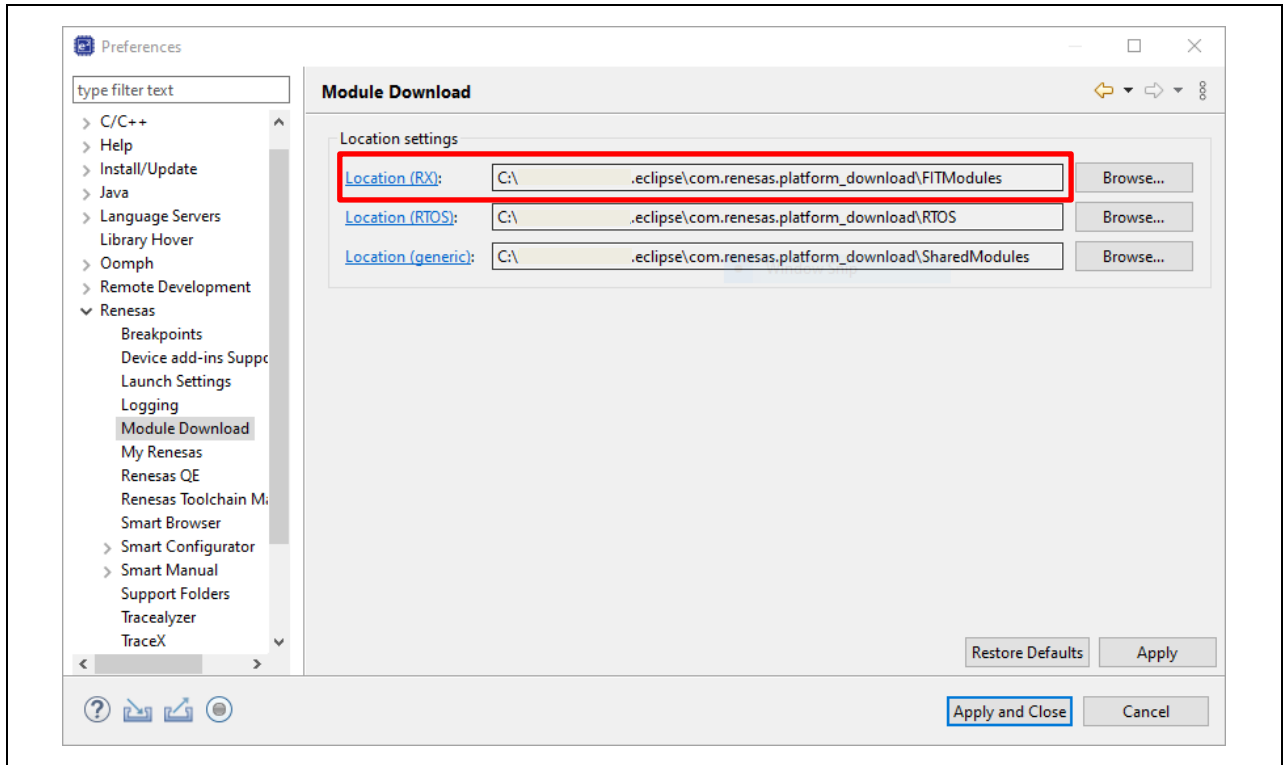 Preferences
type filter text
Module Download
C/C++
Help
Install/Update
Java
Language Servers
Library Hover
Oomph
Remote Development
Renesas
Breakpoints
Device add-ins Suppo
Launch Settings
Logging
Module Download
My Renesas
Renesas QE
Renesas Toolchain Ma
Smart Browser
Smart Configurator
Smart Manual
Support Folders
Tracealyzer
TraceX
Location settings
Location (RX): C:\ .eclipse\com.renesas.platform_download\FITModules Browse...
Location (RTOS): C:\ .eclipse\com.renesas.platform_download\RTOS Browse...
Location (generic): C:\ .eclipse\com.renesas.platform_download\SharedModules Browse...
Window Snip
Restore Defaults Apply
Apply and Close Cancel